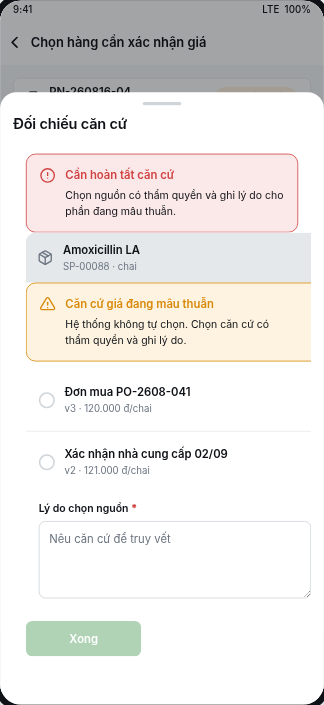 9:41
LTE 100%
Chọn hàng cần xác nhận giá
PN-260816-04
Đối chiếu căn cứ
Cần hoàn tất căn cứ
Chọn nguồn có thẩm quyền và ghi lý do cho
phần đang mâu thuẫn.
Amoxicillin LA
SP-00088 · chai
Căn cứ giá đang mâu thuẫn
Hệ thống không tự chọn. Chọn căn cứ có
thẩm quyền và ghi lý do.
Đơn mua PO-2608-041
v3 · 120.000 đ/chai
Xác nhận nhà cung cấp 02/09
v2 · 121.000 đ/chai
Lý do chọn nguồn *
Nêu căn cứ để truy vết
Xong